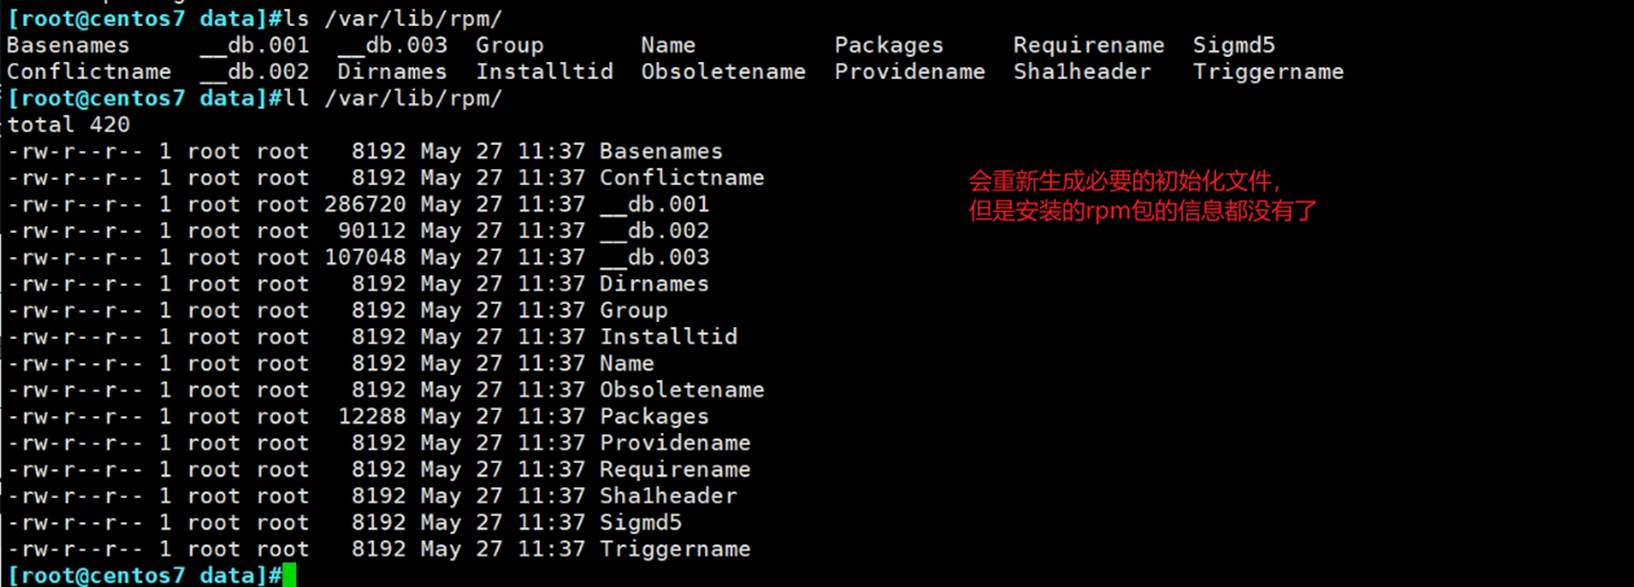 [root@centos7 data]#ls /var/lib/rpm/
Basenames     __db.001  __db.003  Group       Name          Packages     Requirename  Sigmd5
Conflictname  __db.002  Dirnames  Installtid  Obsoletename  Providename  Sha1header   Triggername
[root@centos7 data]#ll /var/lib/rpm/
total 420
-rw-r--r-- 1 root root   8192 May 27 11:37 Basenames
-rw-r--r-- 1 root root   8192 May 27 11:37 Conflictname
会重新生成必要的初始化文件,
-rw-r--r-- 1 root root 286720 May 27 11:37 __db.001
但是安装的rpm包的信息都没有了
-rw-r--r-- 1 root root  90112 May 27 11:37 __db.002
-rw-r--r-- 1 root root 107048 May 27 11:37 __db.003
-rw-r--r-- 1 root root   8192 May 27 11:37 Dirnames
-rw-r--r-- 1 root root   8192 May 27 11:37 Group
-rw-r--r-- 1 root root   8192 May 27 11:37 Installtid
-rw-r--r-- 1 root root   8192 May 27 11:37 Name
-rw-r--r-- 1 root root   8192 May 27 11:37 Obsoletename
-rw-r--r-- 1 root root  12288 May 27 11:37 Packages
-rw-r--r-- 1 root root   8192 May 27 11:37 Providename
-rw-r--r-- 1 root root   8192 May 27 11:37 Requirename
-rw-r--r-- 1 root root   8192 May 27 11:37 Sha1header
-rw-r--r-- 1 root root   8192 May 27 11:37 Sigmd5
-rw-r--r-- 1 root root   8192 May 27 11:37 Triggername
[root@centos7 data]#